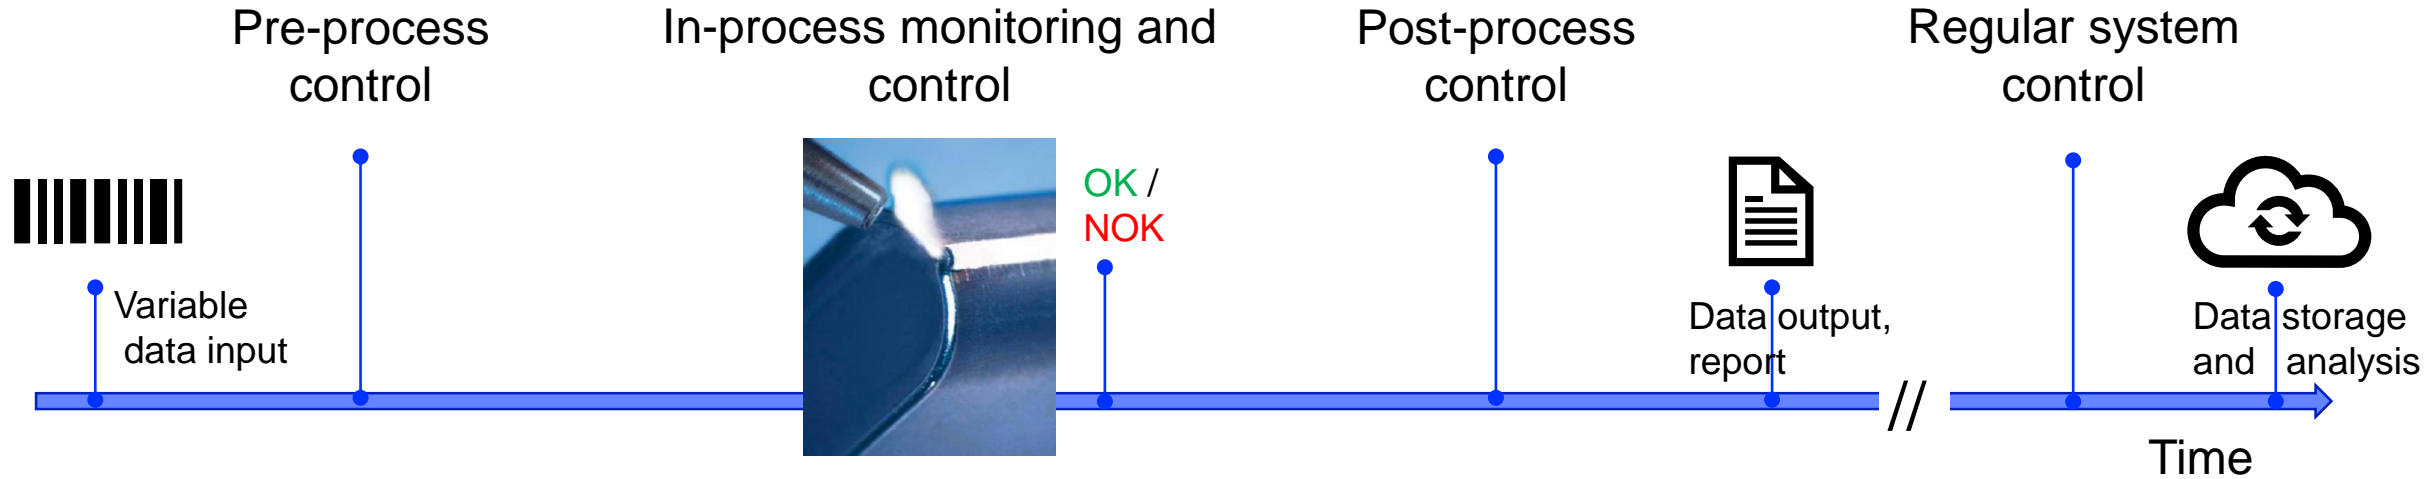 Pre-process
control
In-process monitoring and
control
Post-process
control
Regular system
control
OK /
NOK
Variable
data input
Data output,
report
Data storage
and analysis
//
Time